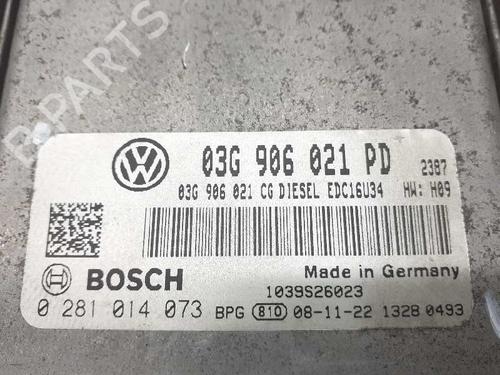 B-PARTS
03G 906 021 PD 2387
03G 906 021 CG DIESEL EDC16U34 HW: H09
BOSCH
Made in Germany
1039S26023
0 281 014 073 BPG 810 08-11-22 1328 0493